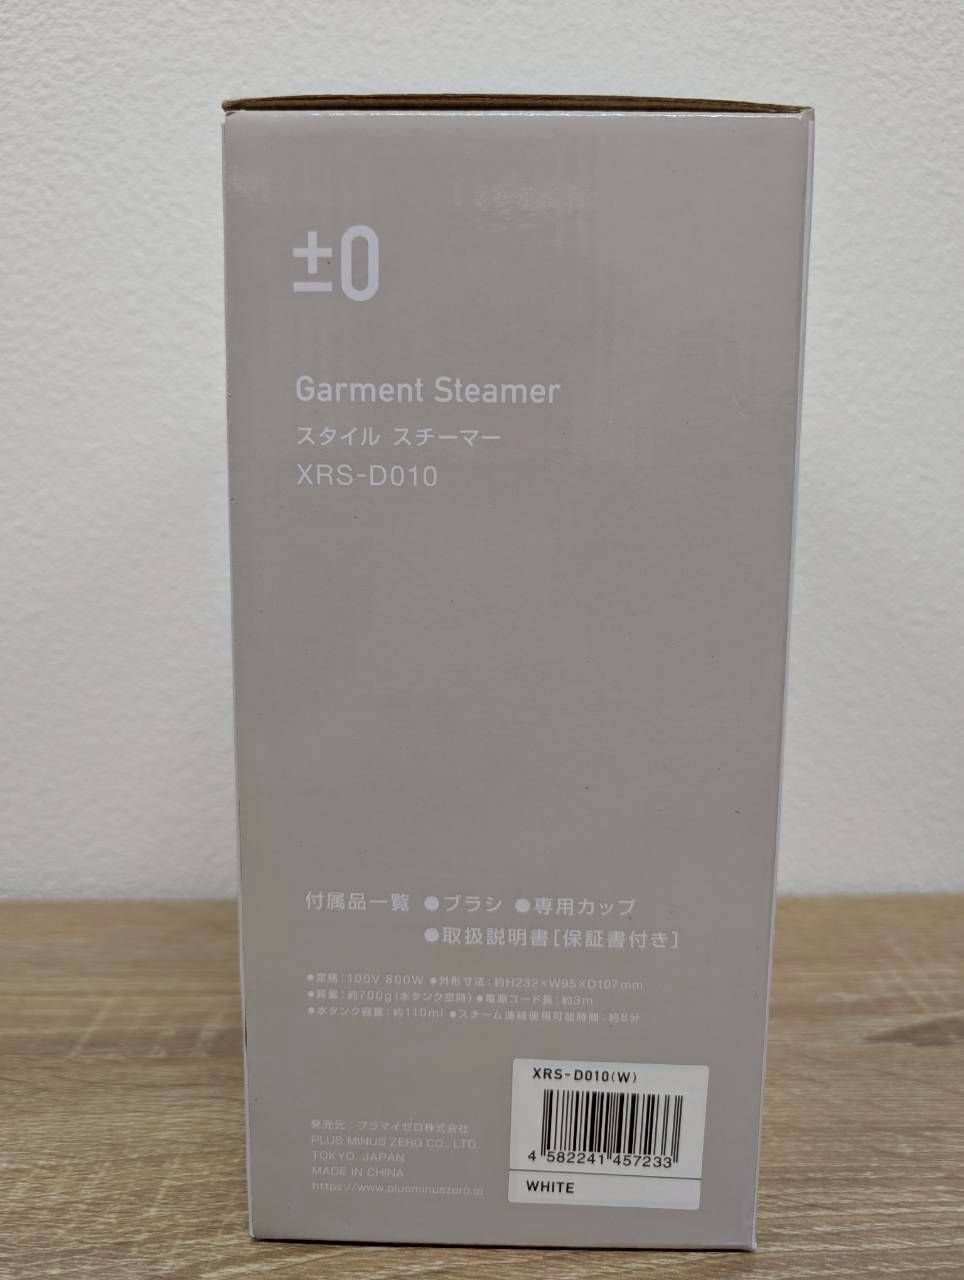 ±0
Garment Steamer
スタイル スチーマー
XRS-D010
付属品一覧 ●ブラシ ●専用カップ
●取扱説明書[保証書付き]
●定格：100V 800W ●外形寸法：約H232×W95×D107mm
●質量：約700g(水タンク空時) ●電源コード長：約3m
●水タンク容量：約110ml ●スチーム連続使用可能時間：約8分
発売元：プラマイゼロ株式会社
PLUS MINUS ZERO CO., LTD.
TOKYO, JAPAN
MADE IN CHINA
https://www.plusminuszero.jp
XRS-D010(W)
4 582241 457233
WHITE